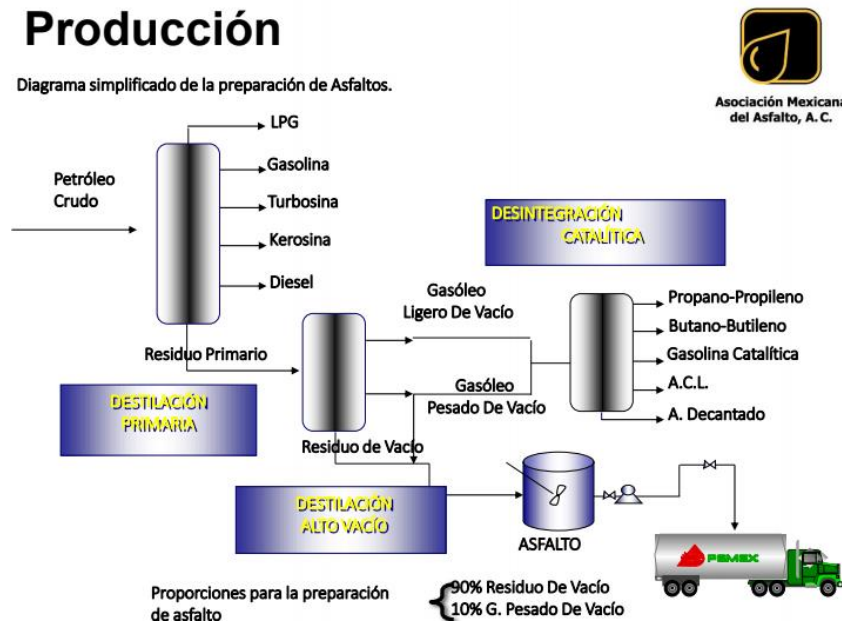 Producción
Asociación Mexicana
del Asfalto, A.C.
Diagrama simplificado de la preparación de Asfaltos.
LPG
Gasolina
Turbosina
Kerosina
Diesel
Petróleo
Crudo
Residuo Primario
DESTILACIÓN
PRIMARIA
DESINTEGRACIÓN
CATALÍTICA
Gasóleo
Ligero De Vacío
Gasóleo
Pesado De Vacío
Residuo de Vacío
Propano-Propileno
Butano-Butileno
Gasolina Catalítica
A.C.L.
A. Decantado
DESTILACIÓN
ALTO VACÍO
ASFALTO
PEMEX
Proporciones para la preparación
de asfalto
90% Residuo De Vacío
10% G. Pesado De Vacío